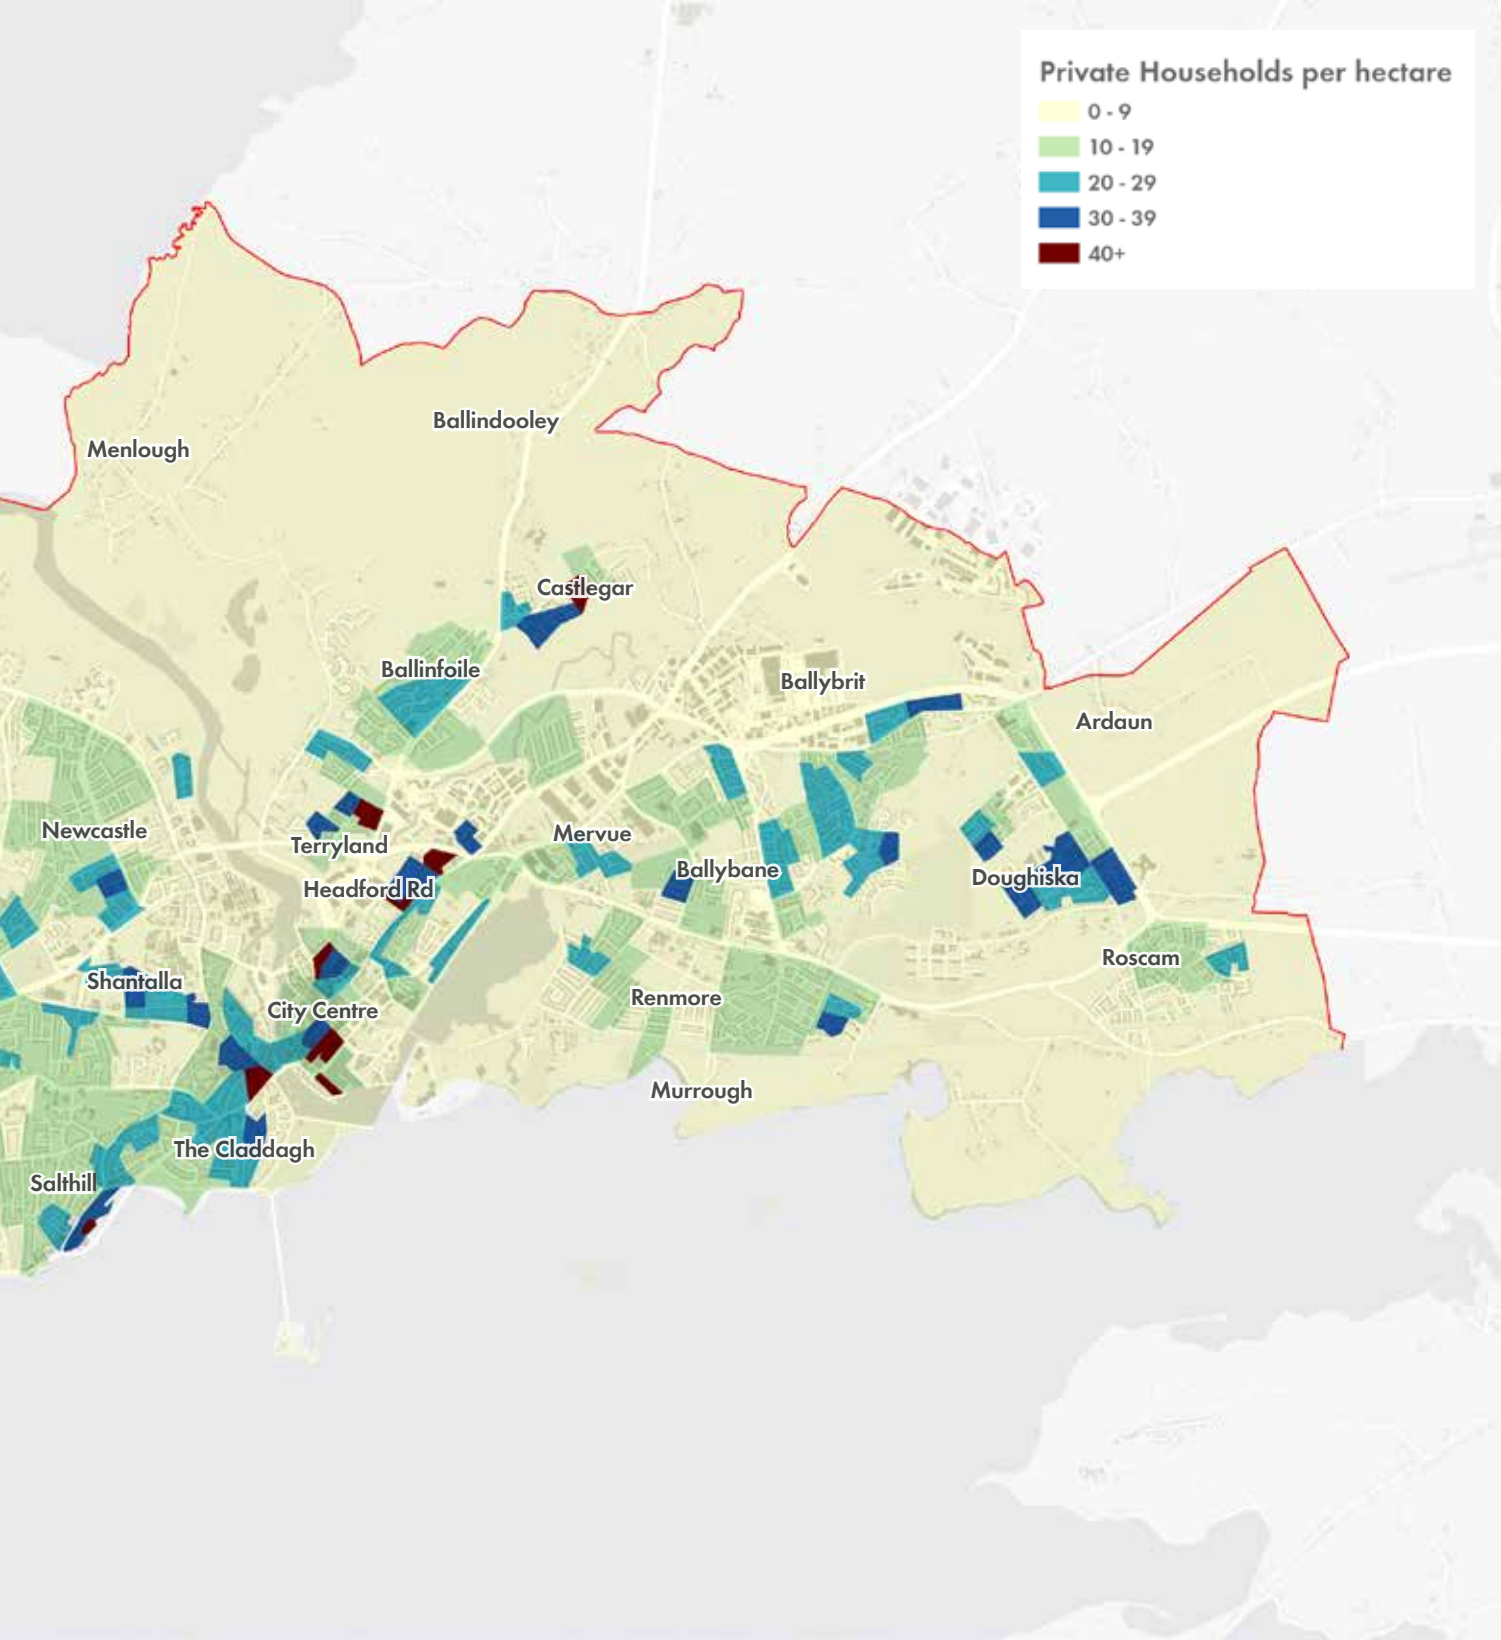 Private Households per hectare
0 - 9
10 - 19
20 - 29
30 - 39
40+
Ballindooley
Menlough
Castlegar
Ballinfoile
Ballybrit
Ardaun
Newcastle
Terryland
Mervue
Ballybane
Headford Rd
Doughiska
Roscam
Shantalla
Renmore
City Centre
Murrough
The Claddagh
Salthill